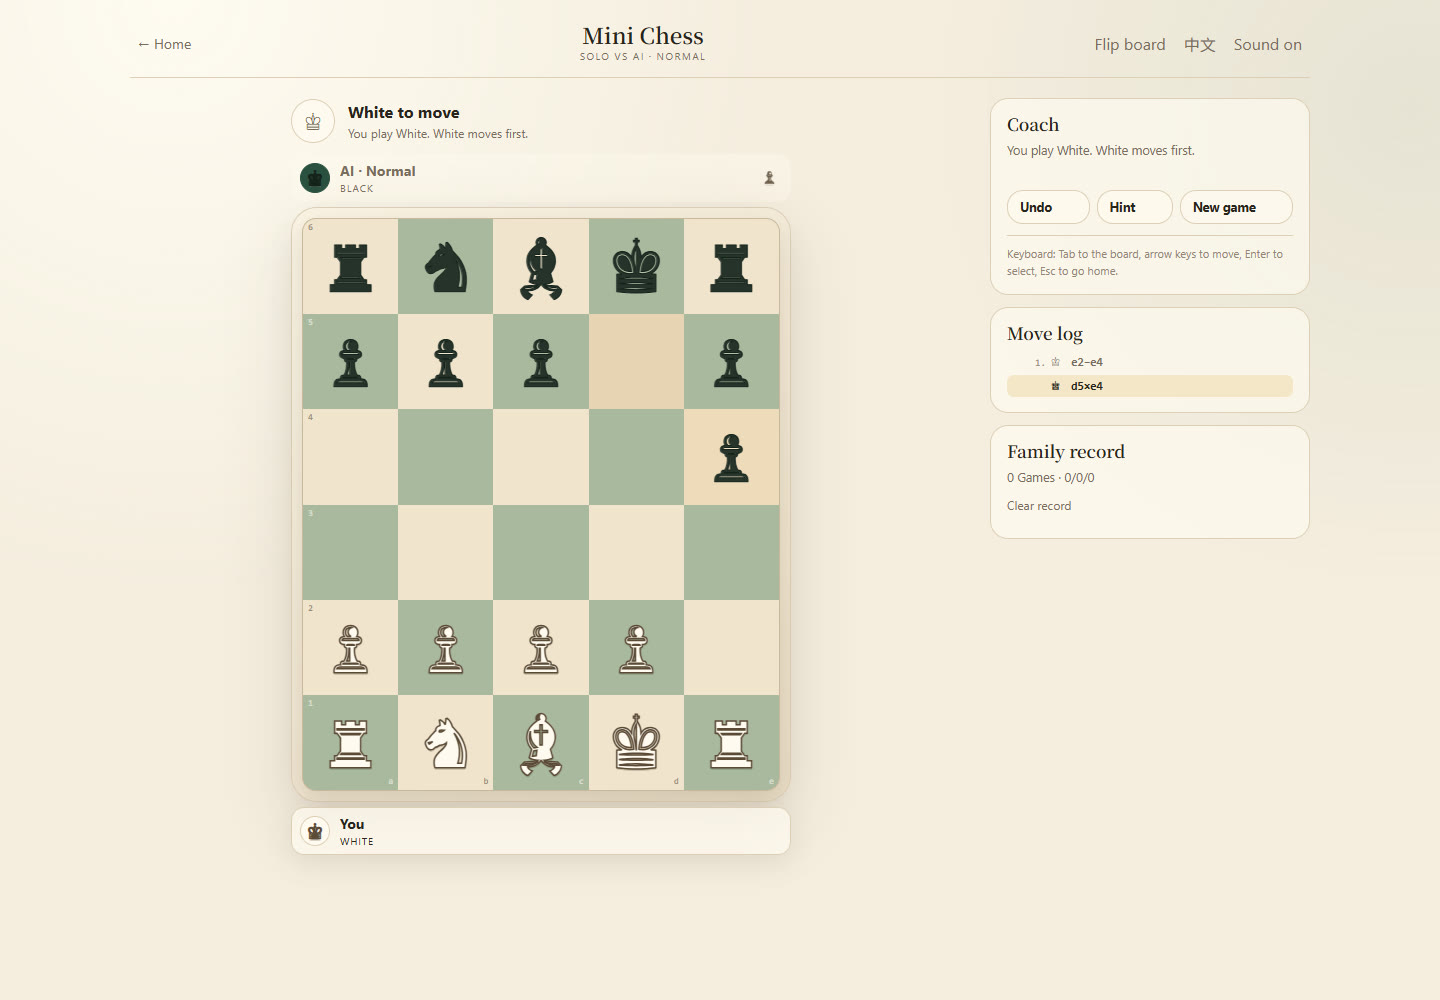 ← Home
Mini Chess
SOLO VS AI · NORMAL
Flip board 中文 Sound on
White to move
You play White. White moves first.
AI · Normal
BLACK
6
5
4
3
2
1
a b c d e
You
WHITE
Coach
You play White. White moves first.
Undo Hint New game
Keyboard: Tab to the board, arrow keys to move, Enter to
select, Esc to go home.
Move log
1. ♔ e2–e4
♚ d5×e4
Family record
0 Games · 0/0/0
Clear record